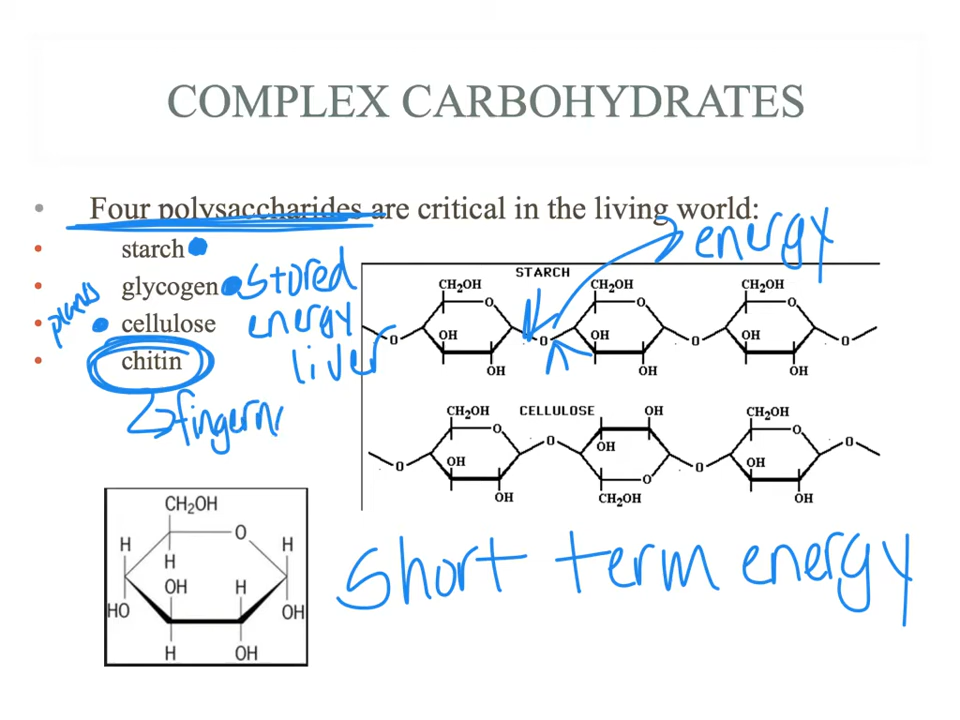 COMPLEX CARBOHYDRATES
• Four polysaccharides are critical in the living world:
• starch
• glycogen
• cellulose
• chitin
stored
energy
liver
plants
fingern
energy
STARCH
CH₂OH CH₂OH CH₂OH
O O O
O OH O OH O OH O
OH OH OH
CH₂OH CELLULOSE OH CH₂OH
O O OH O O
O OH O OH
OH CH₂OH O OH
short term energy
CH₂OH
H O H
H
OH H
HO OH
H OH